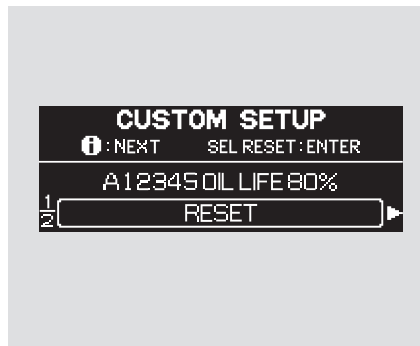 CUSTOM SETUP
i : NEXT SEL RESET : ENTER
A12345 OIL LIFE 80%
1/2 RESET